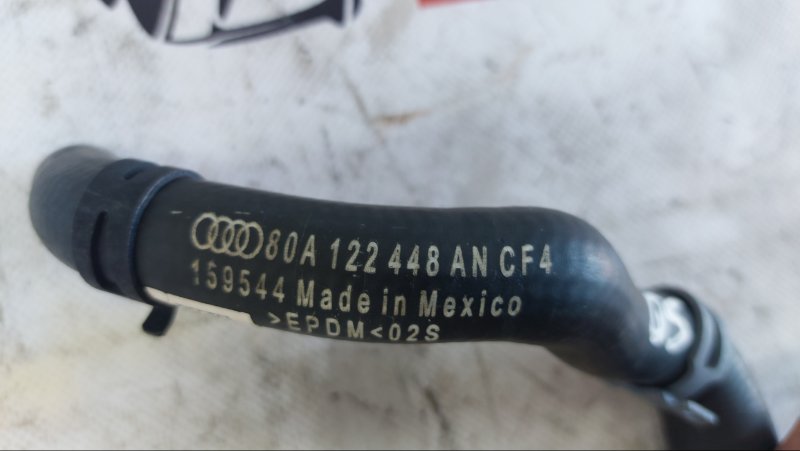 80A 122 448 AN CF4
159544 Made in Mexico
>EPDM<02S